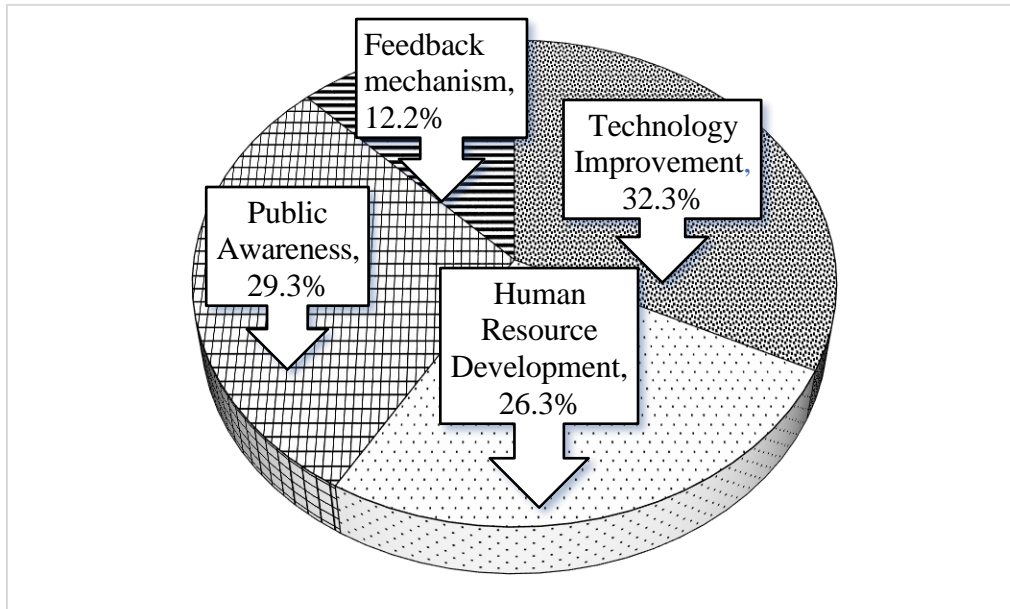 Feedback
mechanism,
12.2%
Technology
Improvement,
32.3%
Public
Awareness,
29.3%
Human
Resource
Development,
26.3%